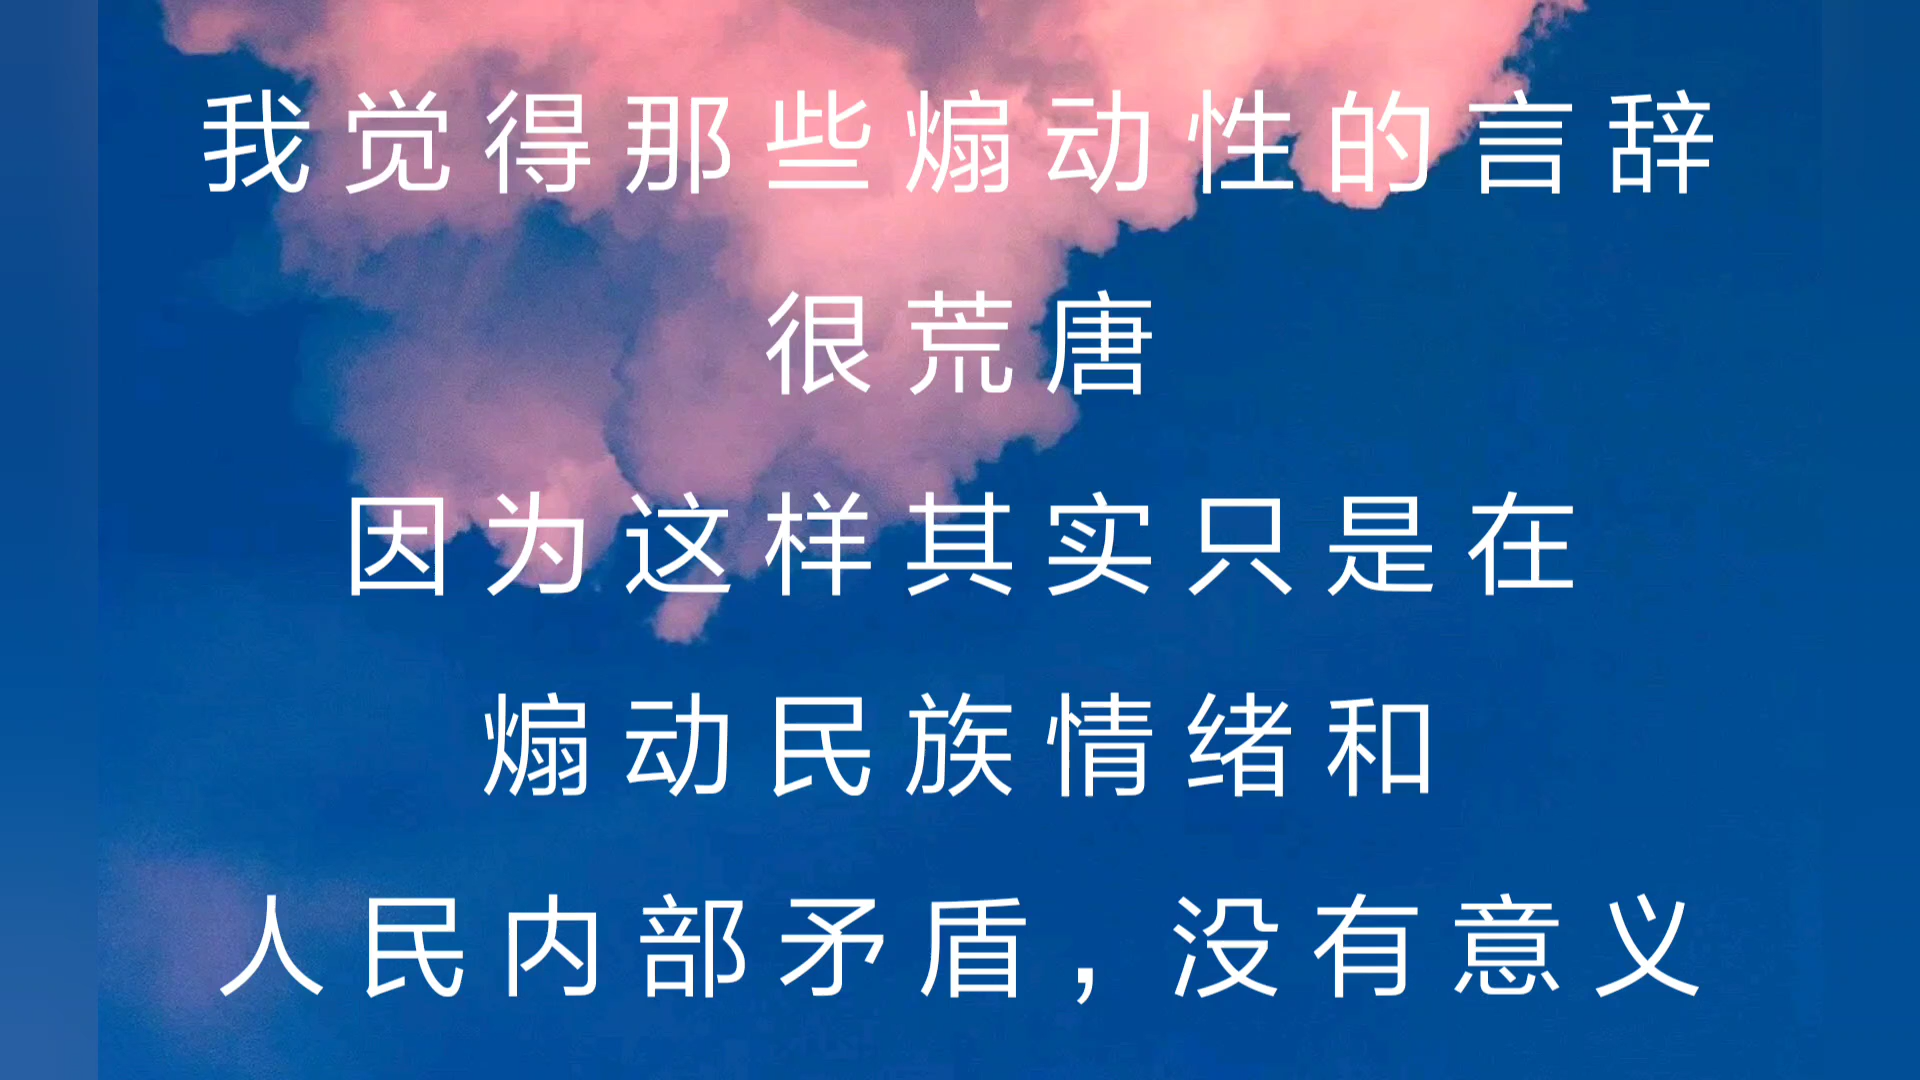 我觉得那些煽动性的言辞
很荒唐
因为这样其实只是在
煽动民族情绪和
人民内部矛盾，没有意义